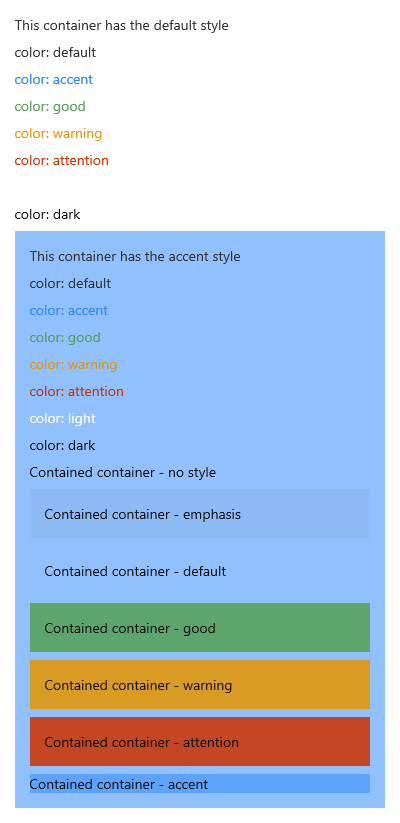 This container has the default style
color: default
color: accent
color: good
color: warning
color: attention
color: dark
This container has the accent style
color: default
color: accent
color: good
color: warning
color: attention
color: light
color: dark
Contained container - no style
Contained container - emphasis
Contained container - default
Contained container - good
Contained container - warning
Contained container - attention
Contained container - accent